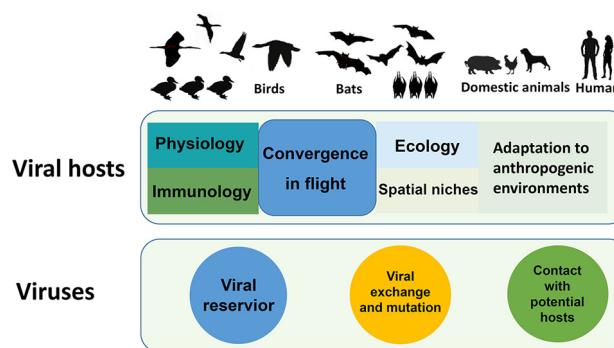 Birds
Bats
Domestic animals
Human
Viral hosts
Physiology
Immunology
Convergence
in flight
Ecology
Spatial niches
Adaptation to
anthropogenic
environments
Viruses
Viral
reservior
Viral
exchange
and mutation
Contact
with
potential
hosts